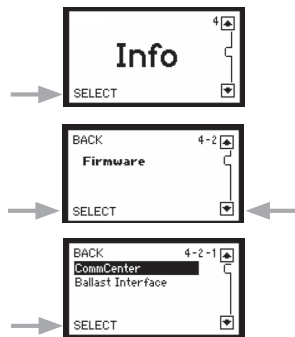 4
Info
SELECT
BACK 4-2
Firmware
SELECT
BACK 4-2-1
CommCenter
Ballast Interface
SELECT